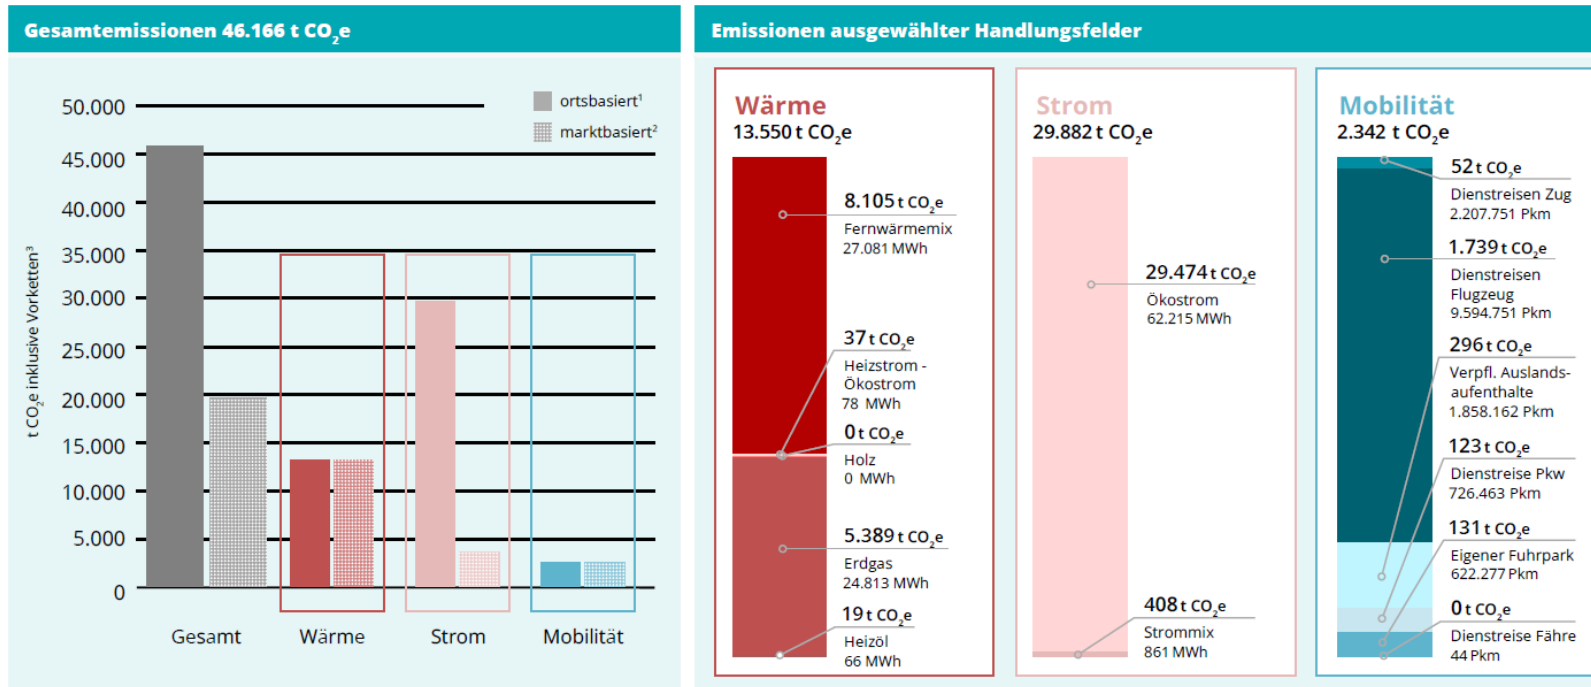 Gesamtemissionen 46.166 t CO₂e
50.000
45.000
40.000
35.000
30.000
25.000
20.000
15.000
10.000
5.000
0
t CO₂e inklusive Vorketten³
ortsbasiert¹
marktbasiert²
Gesamt
Wärme
Strom
Mobilität
Emissionen ausgewählter Handlungsfelder
Wärme
13.550 t CO₂e
8.105 t CO₂e
Fernwärmemix
27.081 MWh
37 t CO₂e
Heizstrom -
Ökostrom
78 MWh
0 t CO₂e
Holz
0 MWh
5.389 t CO₂e
Erdgas
24.813 MWh
19 t CO₂e
Heizöl
66 MWh
Strom
29.882 t CO₂e
29.474 t CO₂e
Ökostrom
62.215 MWh
408 t CO₂e
Strommix
861 MWh
Mobilität
2.342 t CO₂e
52 t CO₂e
Dienstreisen Zug
2.207.751 Pkm
1.739 t CO₂e
Dienstreisen
Flugzeug
9.594.751 Pkm
296 t CO₂e
Verpfl. Auslands-
aufenthalte
1.858.162 Pkm
123 t CO₂e
Dienstreise Pkw
726.463 Pkm
131 t CO₂e
Eigener Fuhrpark
622.277 Pkm
0 t CO₂e
Dienstreise Fähre
44 Pkm